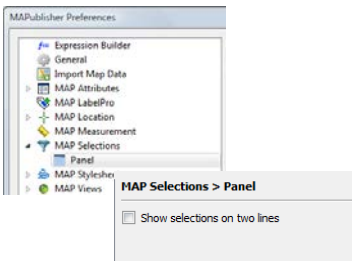 MAPublisher Preferences
Expression Builder
General
Import Map Data
MAP Attributes
MAP LabelPro
MAP Location
MAP Measurement
MAP Selections
Panel
MAP Styleshe
MAP Views
MAP Selections > Panel
Show selections on two lines